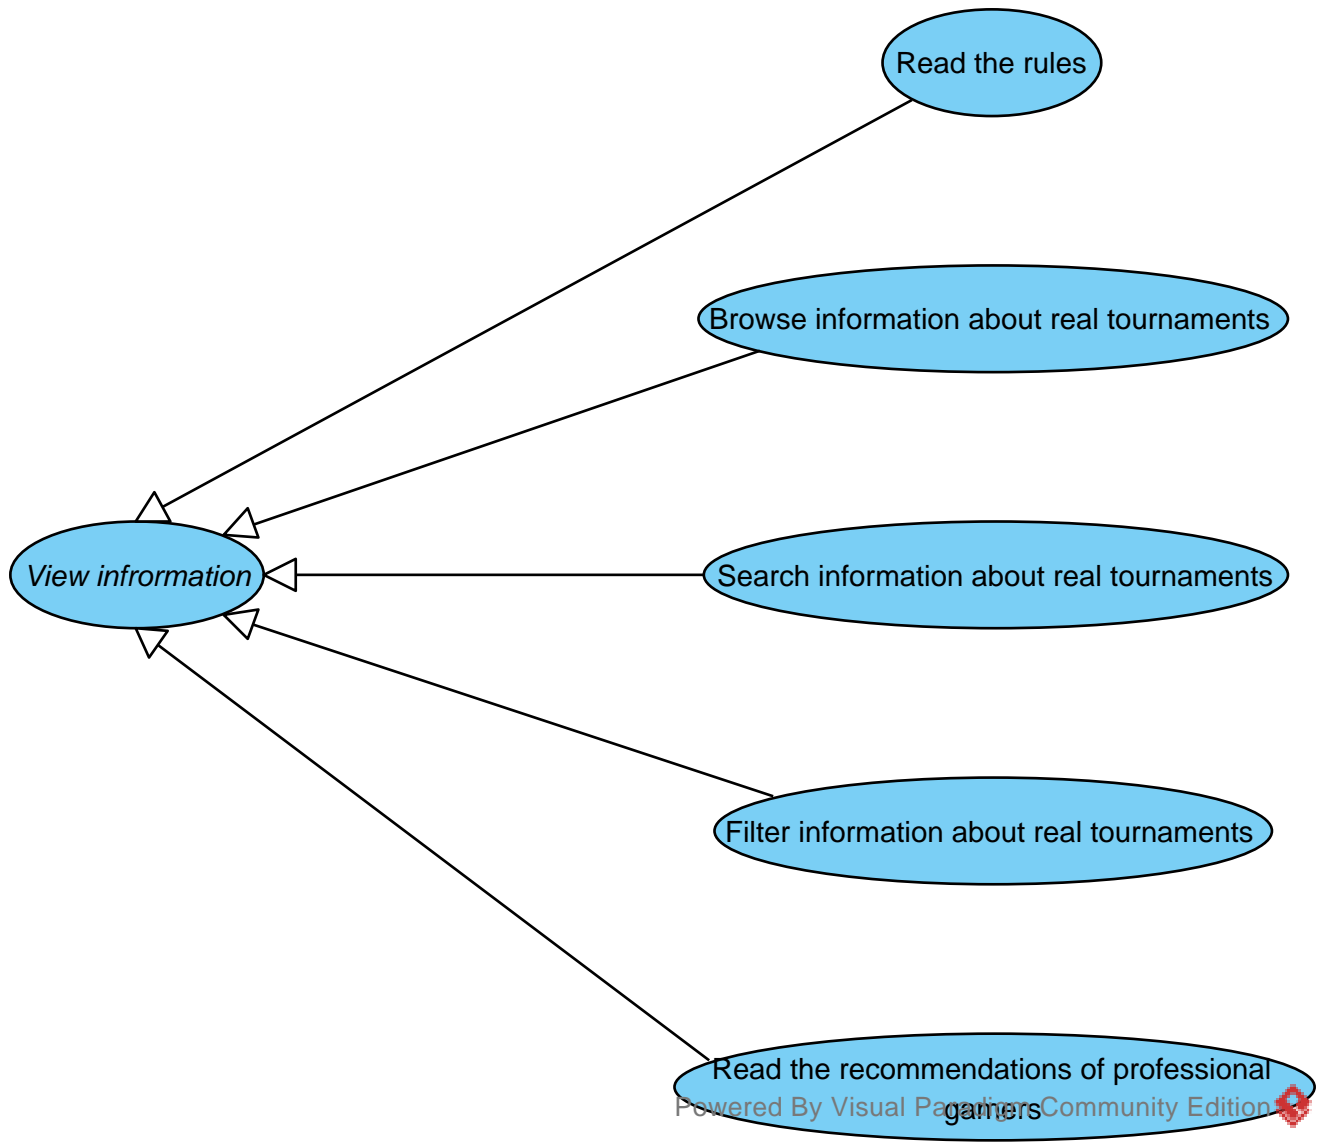 Read the rules
Browse information about real tournaments
View infrormation
Search information about real tournaments
Filter information about real tournaments
Read the recommendations of professional
gamers
Powered By Visual Paradigm Community Edition